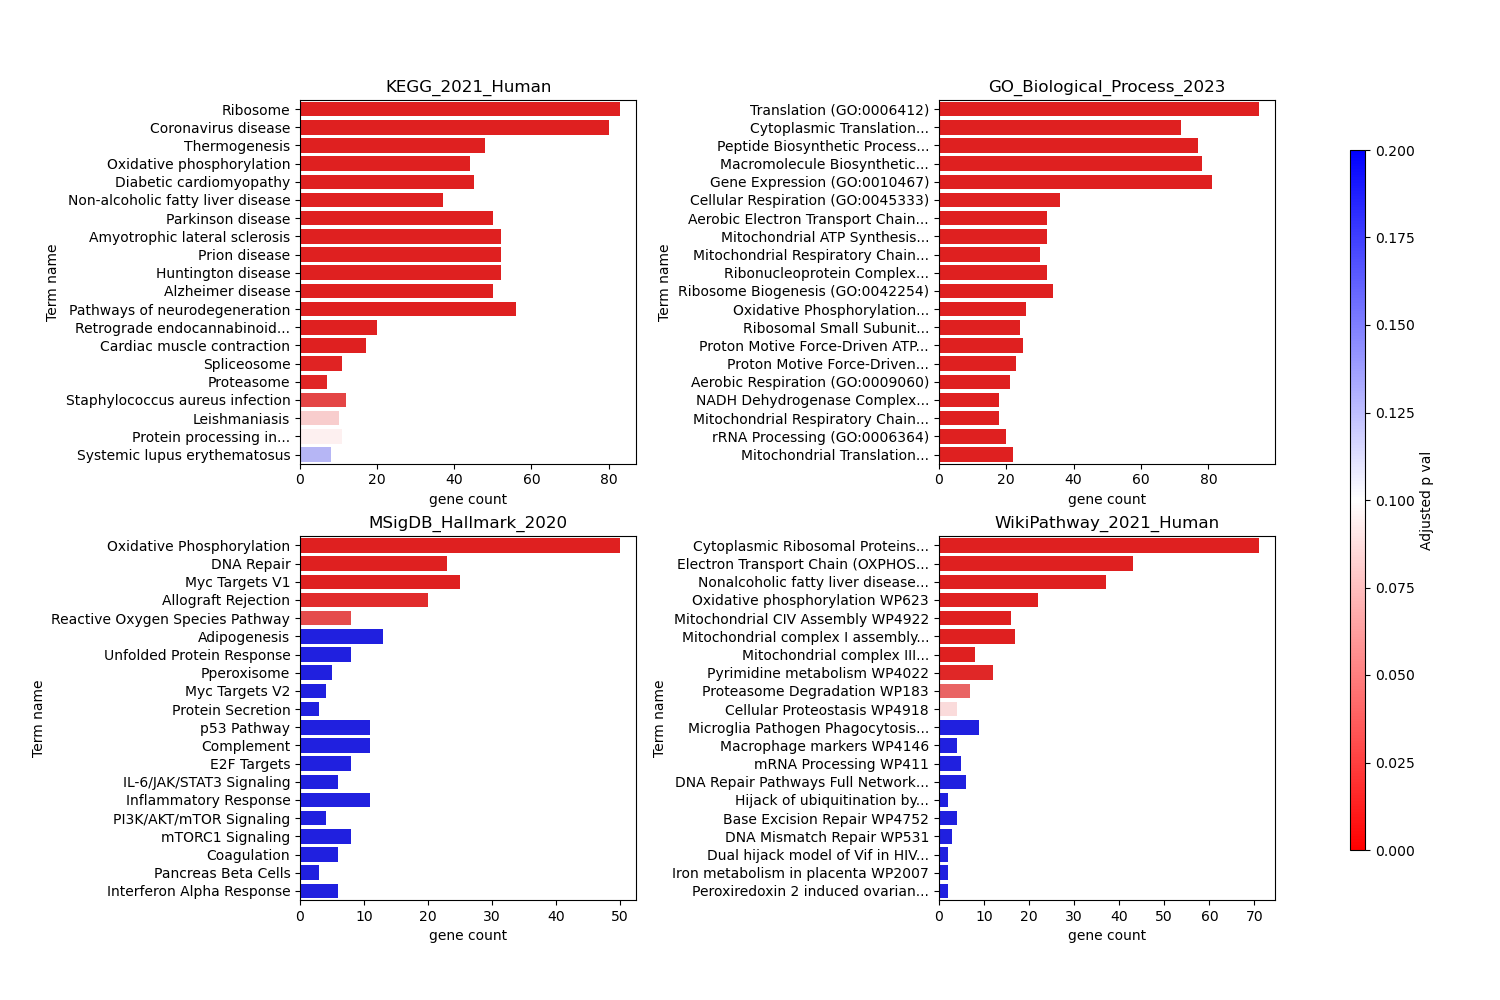 KEGG_2021_Human
Term name
Ribosome
Coronavirus disease
Thermogenesis
Oxidative phosphorylation
Diabetic cardiomyopathy
Non-alcoholic fatty liver disease
Parkinson disease
Amyotrophic lateral sclerosis
Prion disease
Huntington disease
Alzheimer disease
Pathways of neurodegeneration
Retrograde endocannabinoid...
Cardiac muscle contraction
Spliceosome
Proteasome
Staphylococcus aureus infection
Leishmaniasis
Protein processing in...
Systemic lupus erythematosus
0 20 40 60 80
gene count
GO_Biological_Process_2023
Term name
Translation (GO:0006412)
Cytoplasmic Translation...
Peptide Biosynthetic Process...
Macromolecule Biosynthetic...
Gene Expression (GO:0010467)
Cellular Respiration (GO:0045333)
Aerobic Electron Transport Chain...
Mitochondrial ATP Synthesis...
Mitochondrial Respiratory Chain...
Ribonucleoprotein Complex...
Ribosome Biogenesis (GO:0042254)
Oxidative Phosphorylation...
Ribosomal Small Subunit...
Proton Motive Force-Driven ATP...
Proton Motive Force-Driven...
Aerobic Respiration (GO:0009060)
NADH Dehydrogenase Complex...
Mitochondrial Respiratory Chain...
rRNA Processing (GO:0006364)
Mitochondrial Translation...
0 20 40 60 80
gene count
MSigDB_Hallmark_2020
Term name
Oxidative Phosphorylation
DNA Repair
Myc Targets V1
Allograft Rejection
Reactive Oxygen Species Pathway
Adipogenesis
Unfolded Protein Response
Pperoxisome
Myc Targets V2
Protein Secretion
p53 Pathway
Complement
E2F Targets
IL-6/JAK/STAT3 Signaling
Inflammatory Response
PI3K/AKT/mTOR Signaling
mTORC1 Signaling
Coagulation
Pancreas Beta Cells
Interferon Alpha Response
0 10 20 30 40 50
gene count
WikiPathway_2021_Human
Term name
Cytoplasmic Ribosomal Proteins...
Electron Transport Chain (OXPHOS...
Nonalcoholic fatty liver disease...
Oxidative phosphorylation WP623
Mitochondrial CIV Assembly WP4922
Mitochondrial complex I assembly...
Mitochondrial complex III...
Pyrimidine metabolism WP4022
Proteasome Degradation WP183
Cellular Proteostasis WP4918
Microglia Pathogen Phagocytosis...
Macrophage markers WP4146
mRNA Processing WP411
DNA Repair Pathways Full Network...
Hijack of ubiquitination by...
Base Excision Repair WP4752
DNA Mismatch Repair WP531
Dual hijack model of Vif in HIV...
Iron metabolism in placenta WP2007
Peroxiredoxin 2 induced ovarian...
0 10 20 30 40 50 60 70
gene count
0.200
0.175
0.150
0.125
0.100
0.075
0.050
0.025
0.000
Adjusted p val